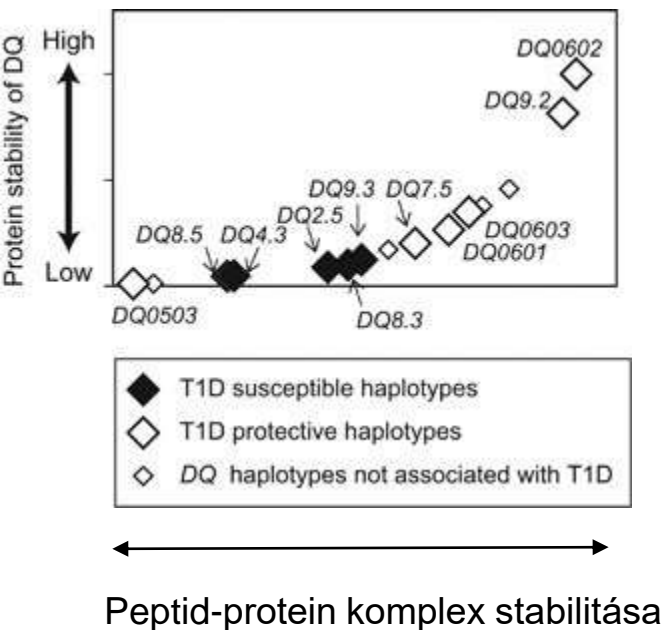 High
Protein stability of DQ
Low
DQ0602
DQ9.2
DQ9.3 DQ7.5
DQ2.5
DQ8.5 DQ4.3
DQ0603
DQ0601
DQ0503
DQ8.3
T1D susceptible haplotypes
T1D protective haplotypes
DQ haplotypes not associated with T1D
Peptid-protein komplex stabilitása